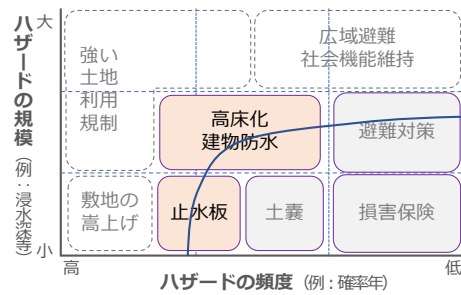 ハザードの規模（例：浸水深等）
大
小
強い
土地
利用
規制
広域避難
社会機能維持
高床化
建物防水
避難対策
敷地の
嵩上げ
止水板
土嚢
損害保険
高
低
ハザードの頻度（例：確率年）